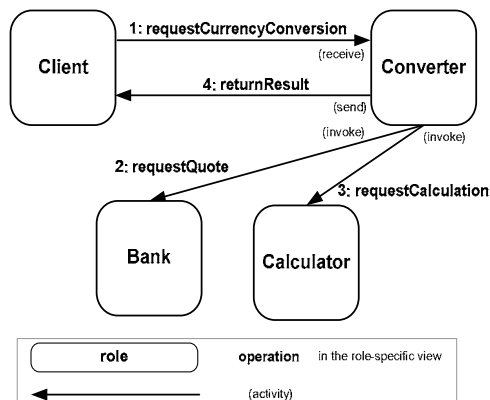 1: requestCurrencyConversion
(receive)
Client
Converter
4: returnResult
(send)
(invoke)
(invoke)
2: requestQuote
3: requestCalculation
Bank
Calculator
role
operation
in the role-specific view
(activity)